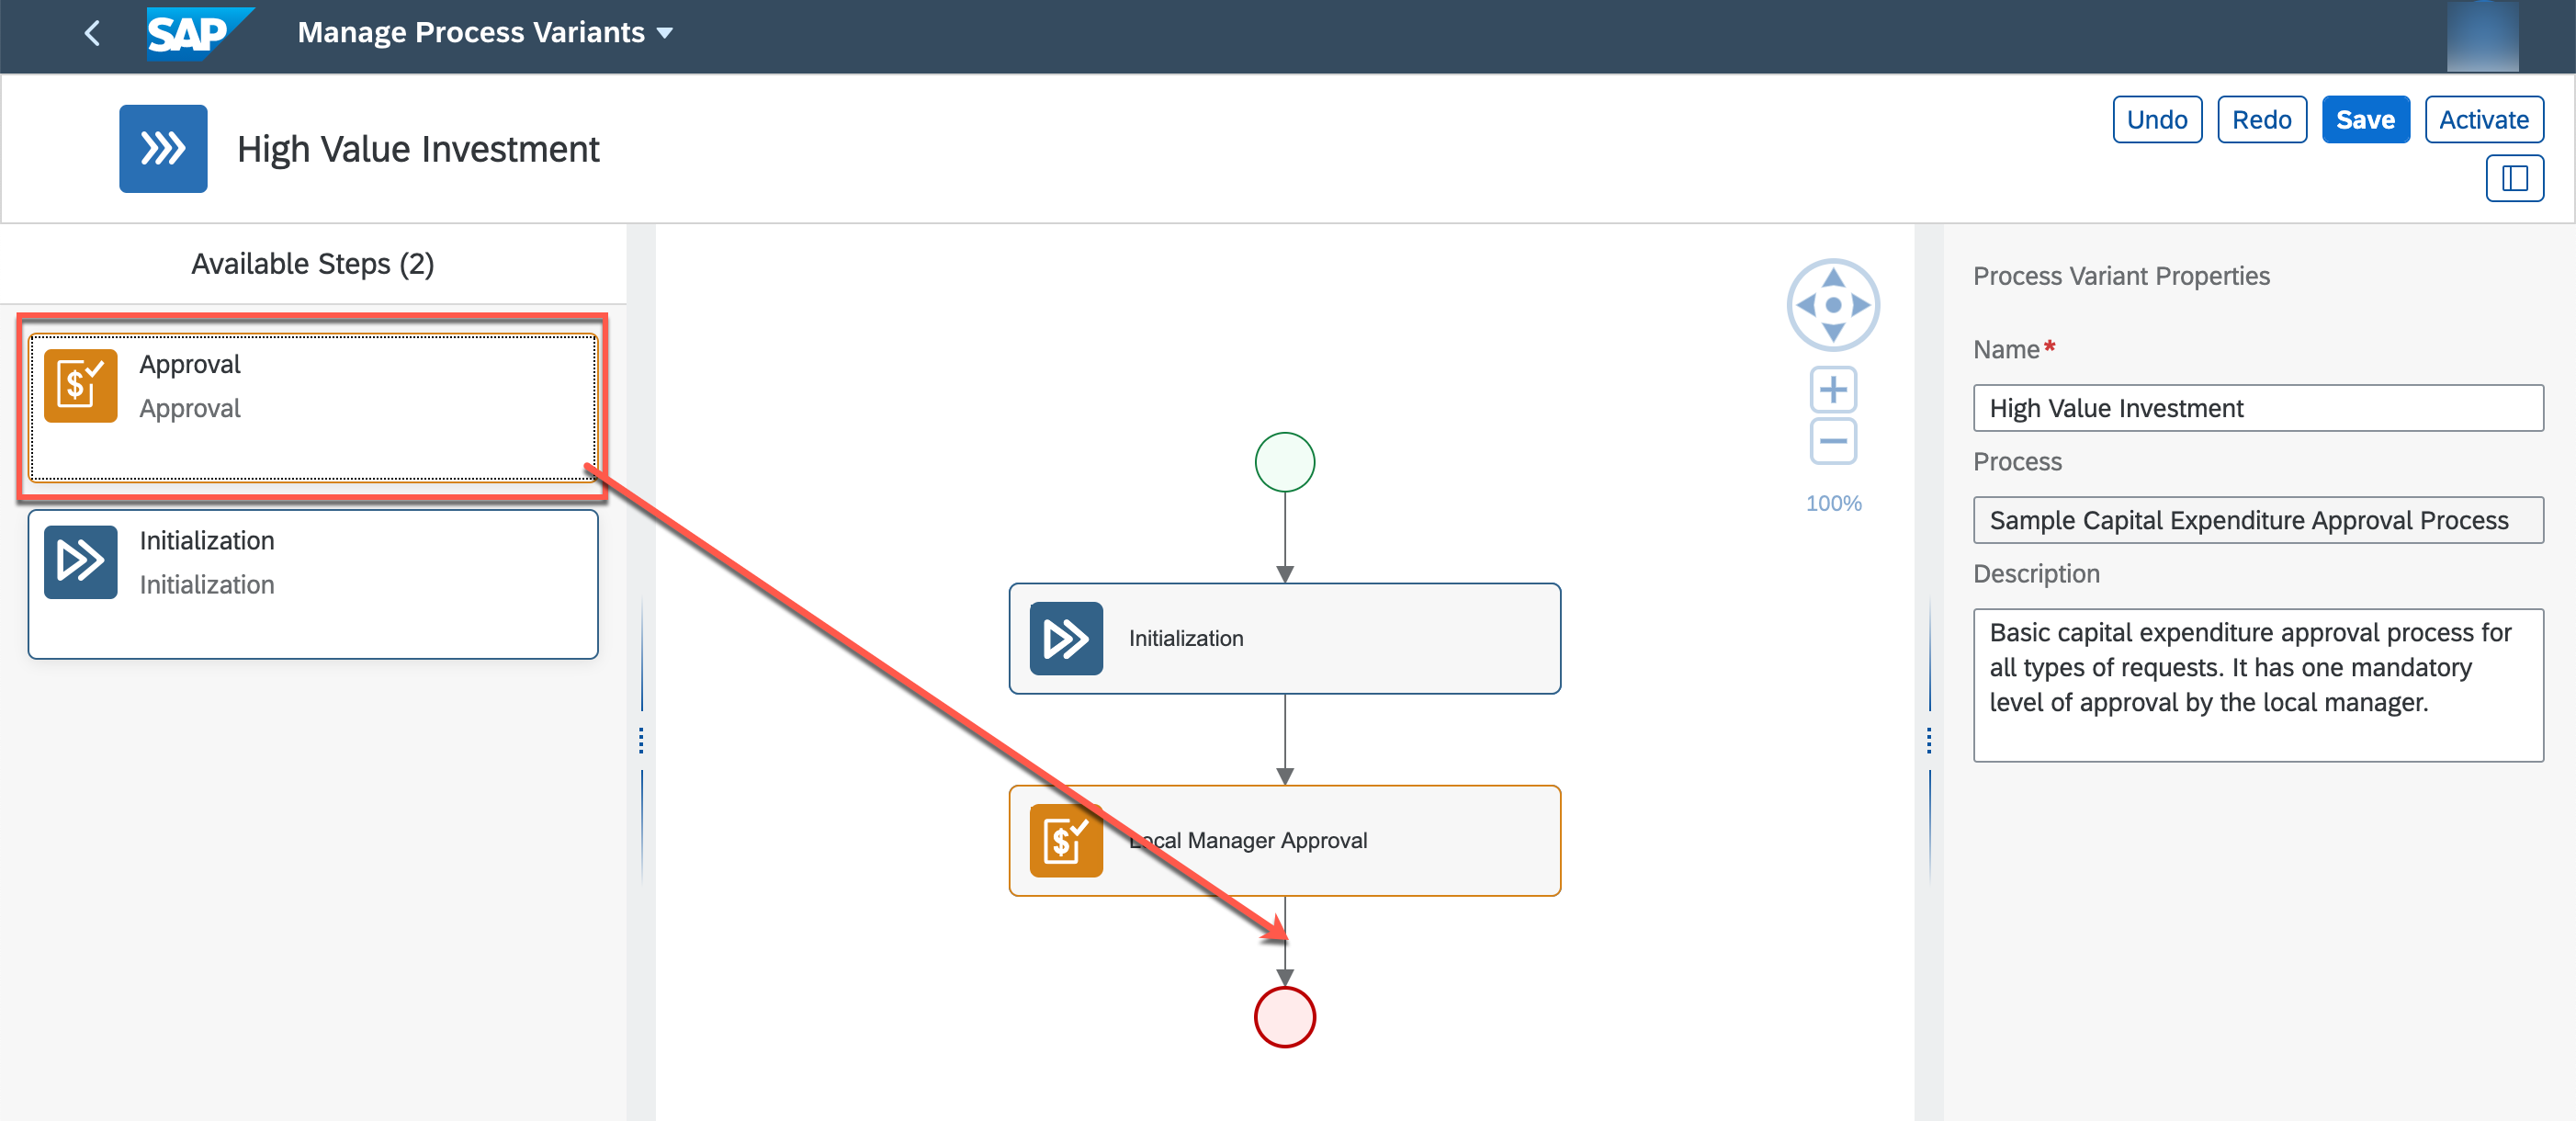 SAP Manage Process Variants
High Value Investment
Undo Redo Save Activate
Available Steps (2)
Approval
Approval
Initialization
Initialization
100%
Initialization
Local Manager Approval
Process Variant Properties
Name*
High Value Investment
Process
Sample Capital Expenditure Approval Process
Description
Basic capital expenditure approval process for
all types of requests. It has one mandatory
level of approval by the local manager.